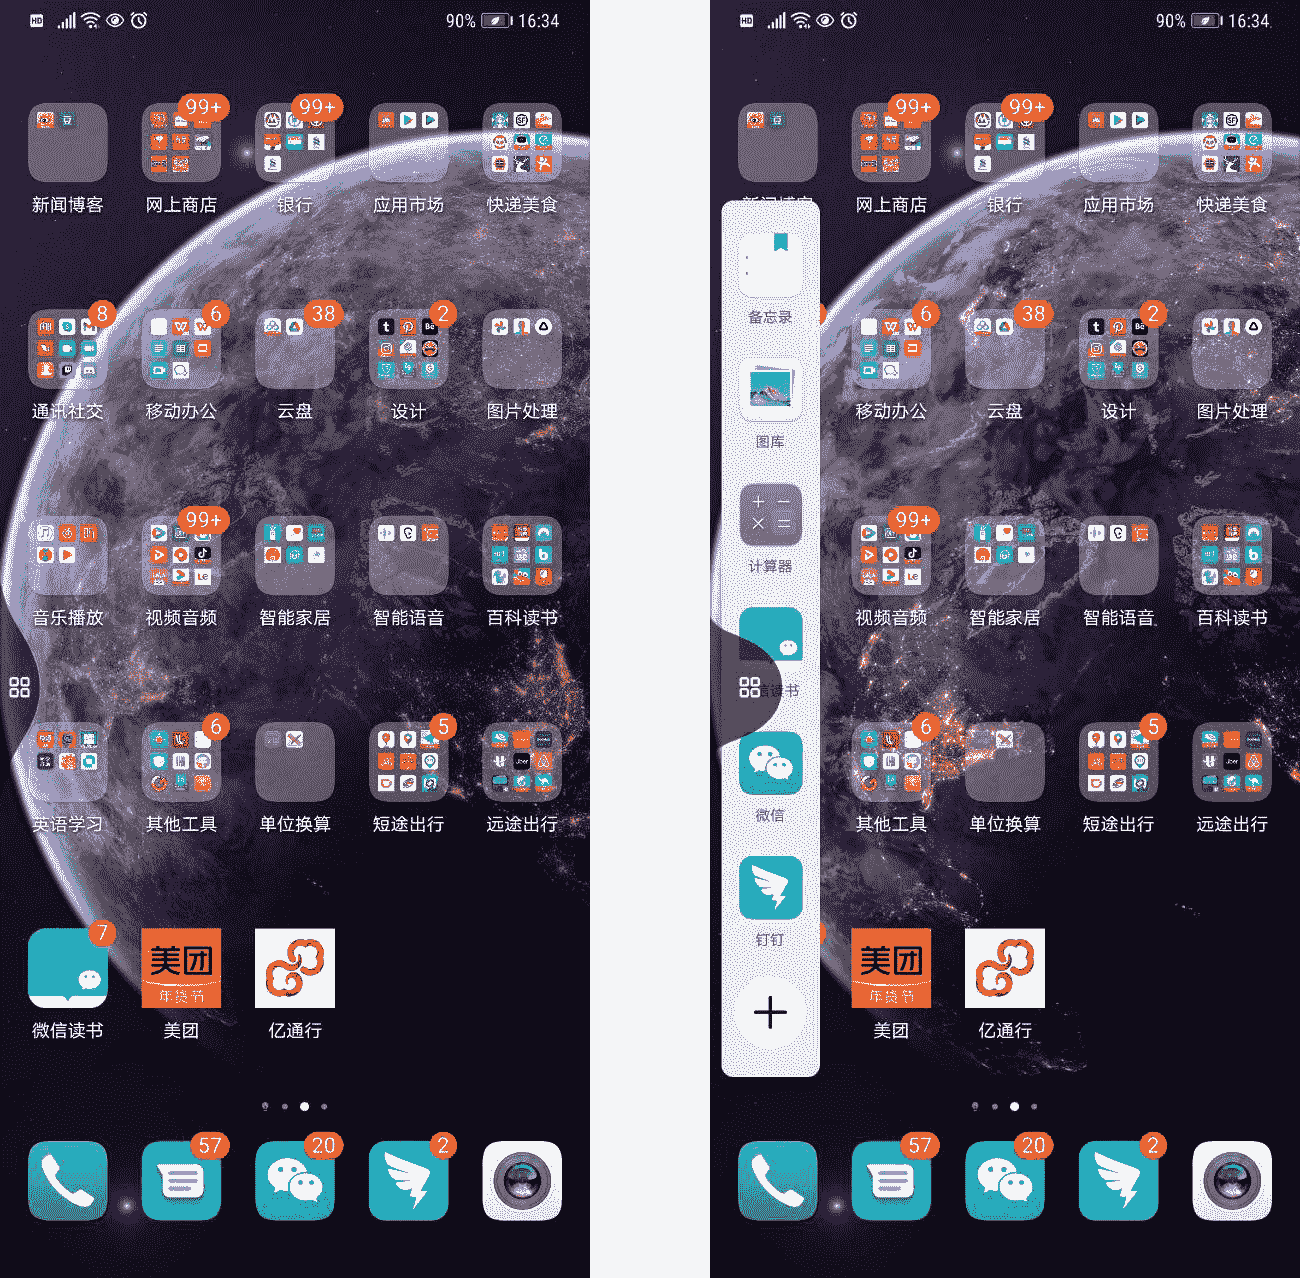 HD 90% 16:34
99+ 99+
新闻博客 网上商店 银行 应用市场 快递美食
8 6 38 2
通讯社交 移动办公 云盘 设计 图片处理
99+
音乐播放 视频音频 智能家居 智能语音 百科读书
6 5
英语学习 其他工具 单位换算 短途出行 远途出行
7
美团
年货节
微信读书 美团 亿通行
57 20 2
HD 90% 16:34
99+ 99+
新闻博客 网上商店 银行 应用市场 快递美食
6 38 2
移动办公 云盘 设计 图片处理
99+
视频音频 智能家居 智能语音 百科读书
6 5
其他工具 单位换算 短途出行 远途出行
美团
年货节
美团 亿通行
备忘录
图库
计算器
信读书
微信
钉钉
57 20 2